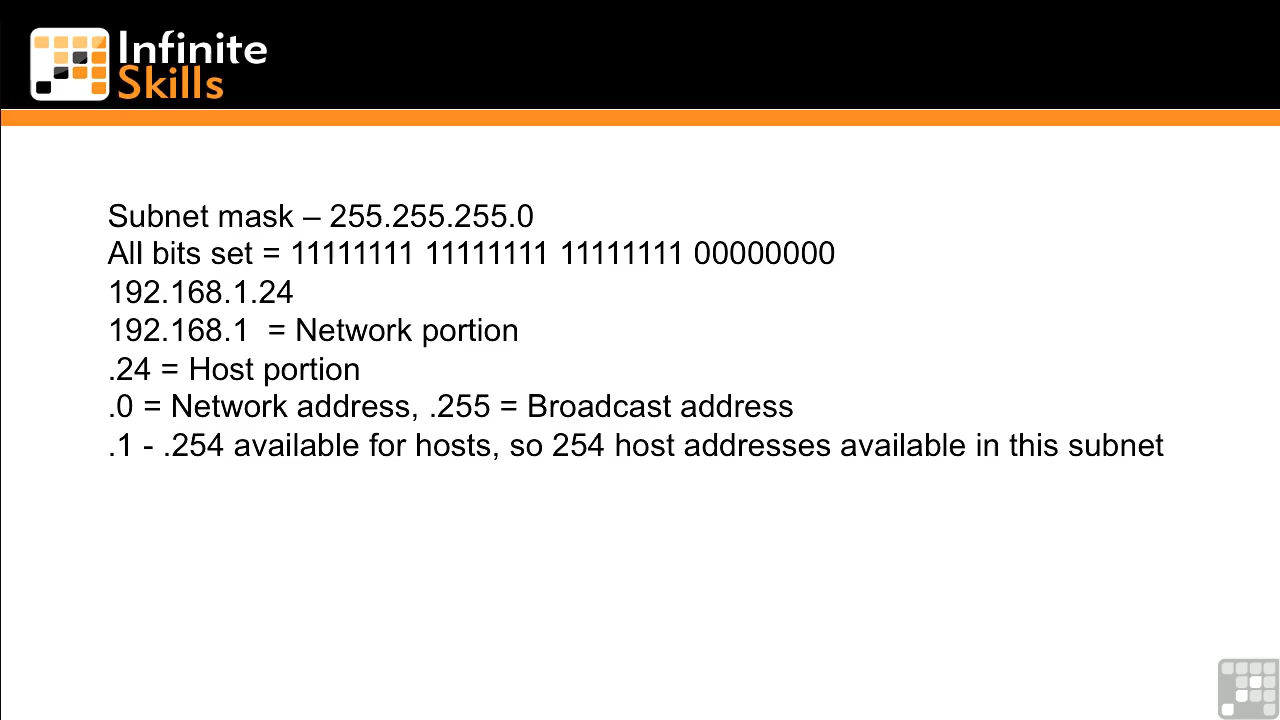 Infinite
Skills
Subnet mask – 255.255.255.0
All bits set = 11111111 11111111 11111111 00000000
192.168.1.24
192.168.1  = Network portion
.24 = Host portion
.0 = Network address, .255 = Broadcast address
.1 - .254 available for hosts, so 254 host addresses available in this subnet